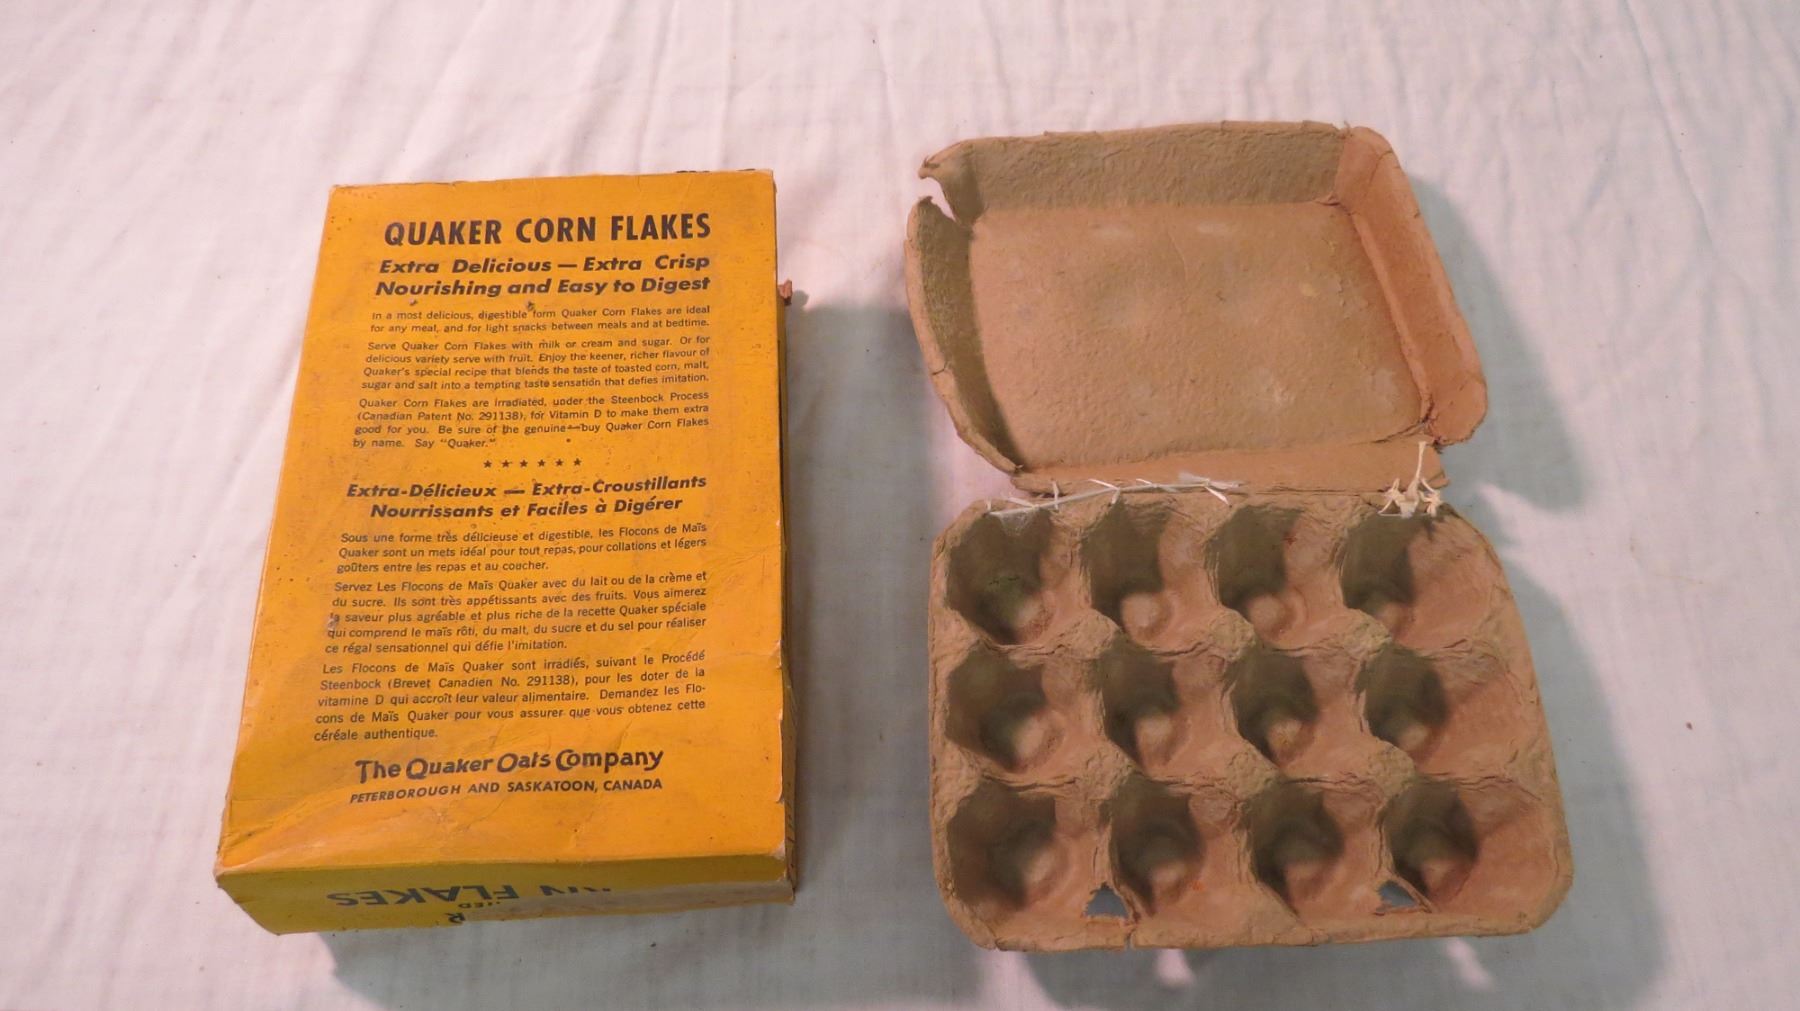 QUAKER CORN FLAKES
Extra Delicious — Extra Crisp
Nourishing and Easy to Digest
In a most delicious, digestible form Quaker Corn Flakes are ideal
for any meal, and for light snacks between meals and at bedtime.
Serve Quaker Corn Flakes with milk or cream and sugar. Or for
delicious variety serve with fruit. Enjoy the keener, richer flavour of
Quaker's special recipe that blends the taste of toasted corn, malt,
sugar and salt into a tempting taste sensation that defies imitation.
Quaker Corn Flakes are irradiated, under the Steenbock Process
(Canadian Patent No. 291138), for Vitamin D to make them extra
good for you. Be sure of the genuine—buy Quaker Corn Flakes
by name. Say "Quaker."
★ ★ ★ ★ ★ ★
Extra-Délicieux — Extra-Croustillants
Nourrissants et Faciles à Digérer
Sous une forme très délicieuse et digestible, les Flocons de Maïs
Quaker sont un mets idéal pour tout repas, pour collations et légers
goûters entre les repas et au coucher.
Servez Les Flocons de Maïs Quaker avec du lait ou de la crème et
du sucre. Ils sont très appétissants avec des fruits. Vous aimerez
la saveur plus agréable et plus riche de la recette Quaker spéciale
qui comprend le maïs rôti, du malt, du sucre et du sel pour réaliser
ce régal sensationnel qui défie l'imitation.
Les Flocons de Maïs Quaker sont irradiés, suivant le Procédé
Steenbock (Brevet Canadien No. 291138), pour les doter de la
vitamine D qui accroît leur valeur alimentaire. Demandez les Flo-
cons de Maïs Quaker pour vous assurer que vous obtenez cette
céréale authentique.
The Quaker Oats Company
PETERBOROUGH AND SASKATOON, CANADA
FLAKES